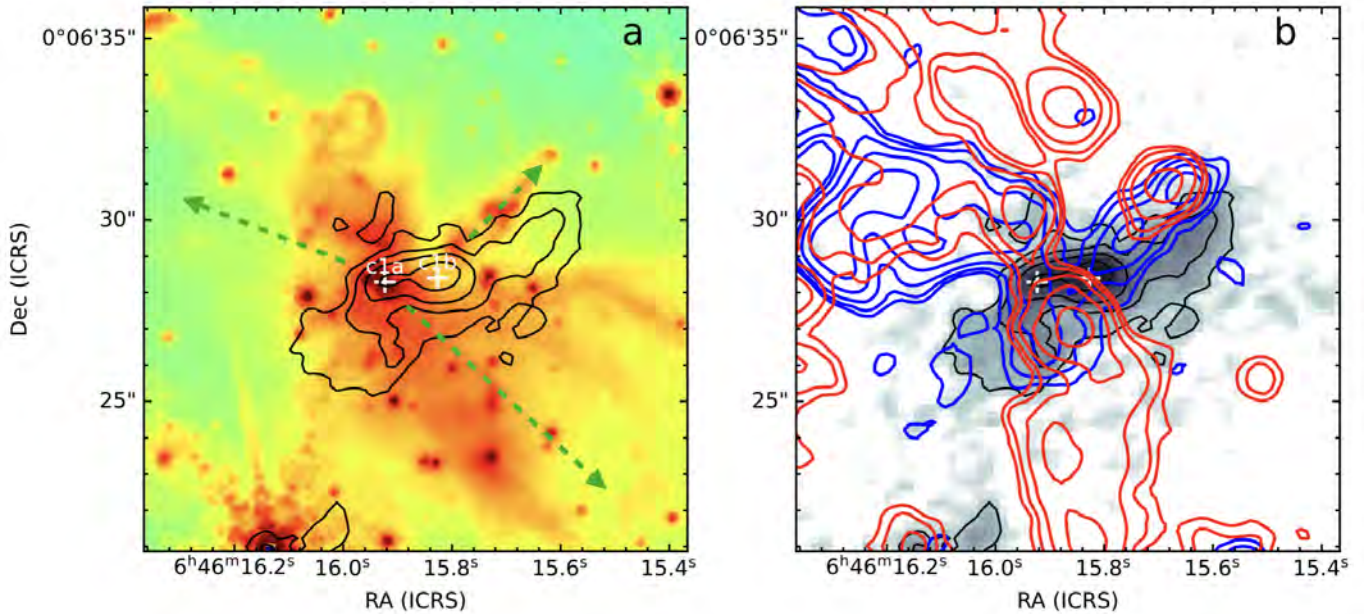 a
b
0°06'35"
30"
25"
Dec (ICRS)
c1a
c1b
6ʰ46ᵐ16.2ˢ
16.0ˢ
15.8ˢ
15.6ˢ
15.4ˢ
RA (ICRS)
0°06'35"
30"
25"
6ʰ46ᵐ16.2ˢ
16.0ˢ
15.8ˢ
15.6ˢ
15.4ˢ
RA (ICRS)